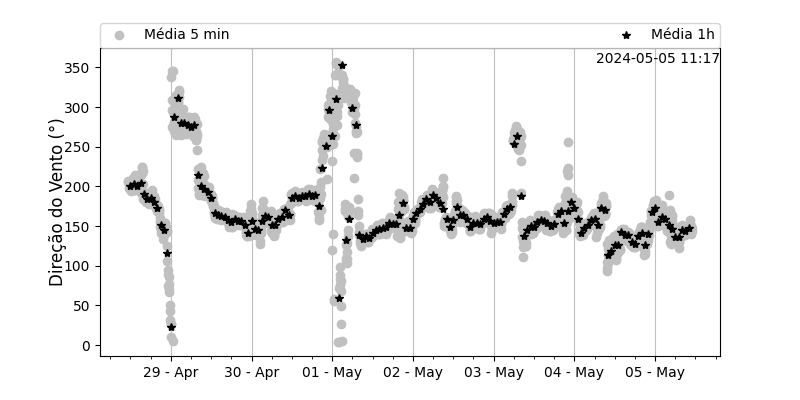 Média 5 min
Média 1h
2024-05-05 11:17
Direção do Vento (°)
350
300
250
200
150
100
50
0
29 - Apr
30 - Apr
01 - May
02 - May
03 - May
04 - May
05 - May